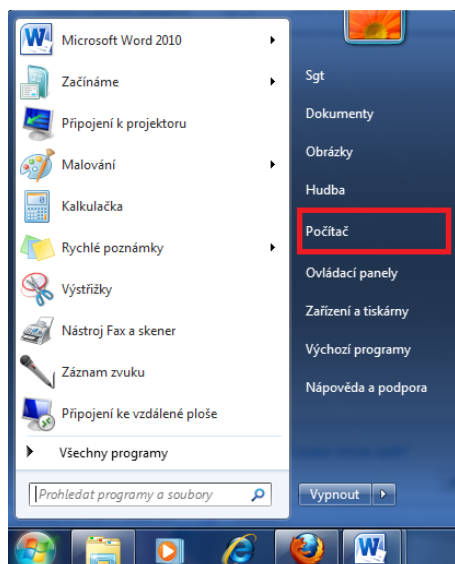 Microsoft Word 2010
Začínáme
Připojení k projektoru
Malování
Kalkulačka
Rychlé poznámky
Výstřižky
Nástroj Fax a skener
Záznam zvuku
Připojení ke vzdálené ploše
Všechny programy
Prohledat programy a soubory
Sgt
Dokumenty
Obrázky
Hudba
Počítač
Ovládací panely
Zařízení a tiskárny
Výchozí programy
Nápověda a podpora
Vypnout